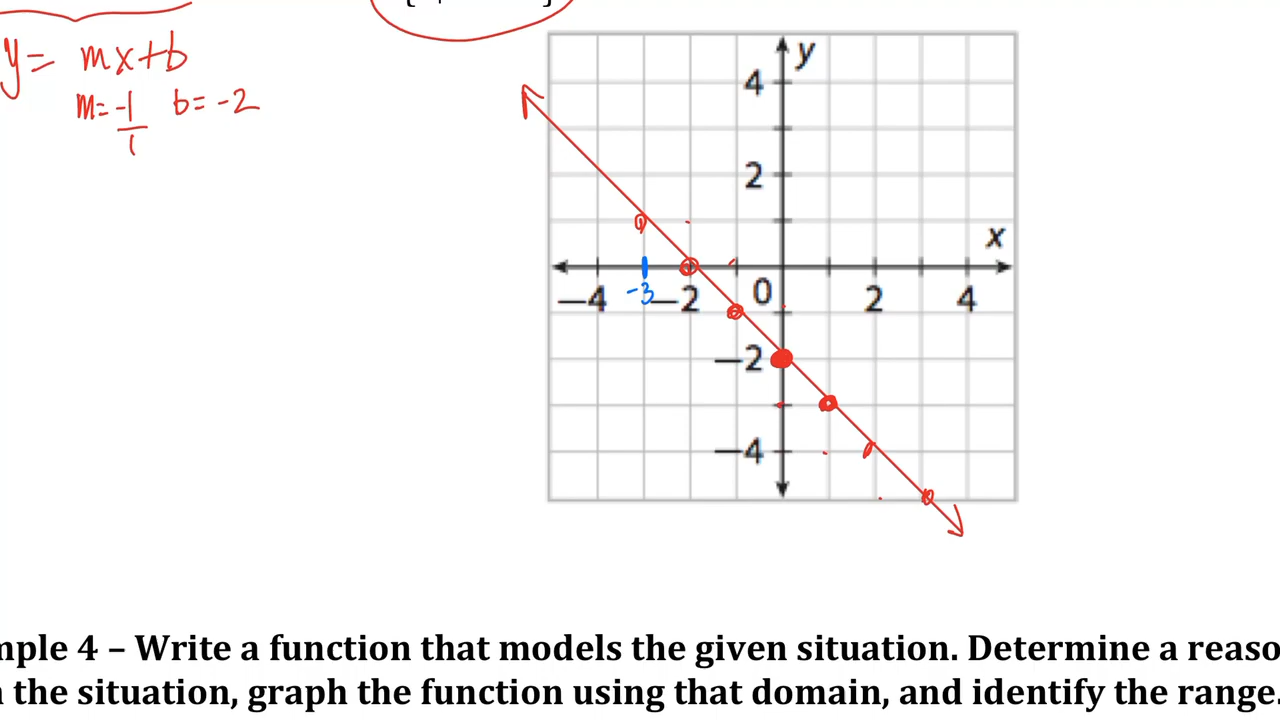 y = mx+b
m = -1/1 b = -2
y
4
2
x
-4 -3 -2 0 2 4
-2
-4
mple 4 – Write a function that models the given situation. Determine a reaso
the situation, graph the function using that domain, and identify the range.